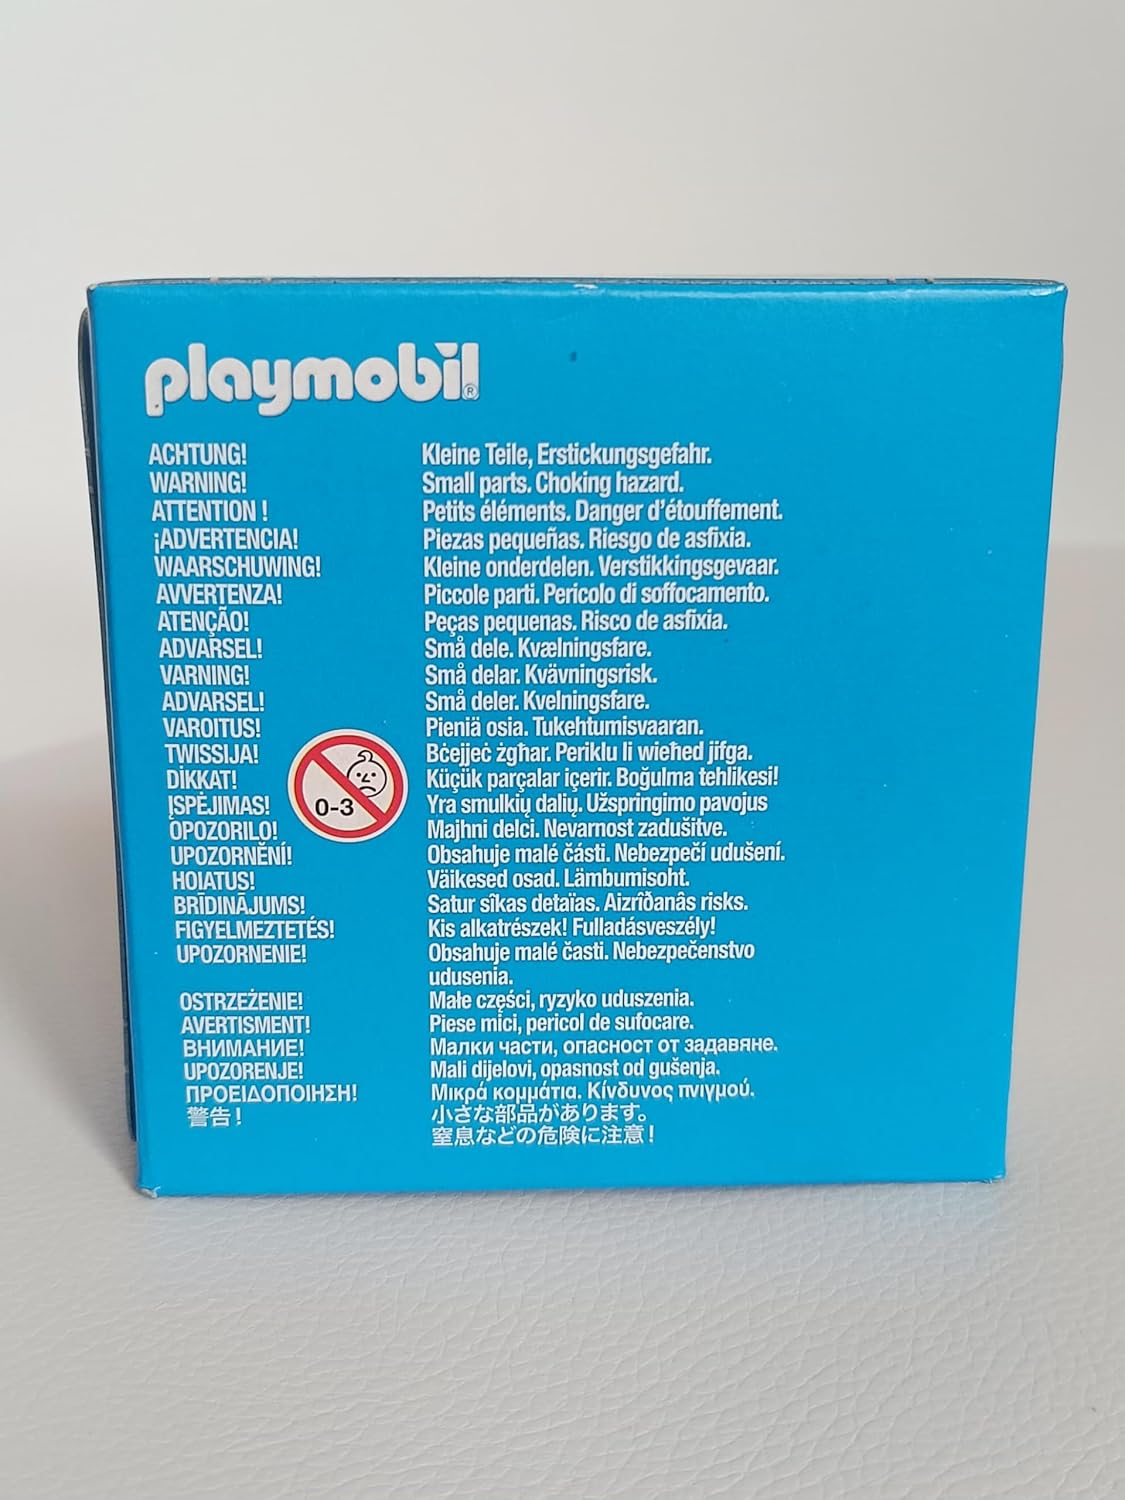 playmobil®
ACHTUNG! Kleine Teile, Erstickungsgefahr.
WARNING! Small parts. Choking hazard.
ATTENTION ! Petits éléments. Danger d'étouffement.
¡ADVERTENCIA! Piezas pequeñas. Riesgo de asfixia.
WAARSCHUWING! Kleine onderdelen. Verstikkingsgevaar.
AVVERTENZA! Piccole parti. Pericolo di soffocamento.
ATENÇÃO! Peças pequenas. Risco de asfixia.
ADVARSEL! Små dele. Kvælningsfare.
VARNING! Små delar. Kvävningsrisk.
ADVARSEL! Små deler. Kvelningsfare.
VAROITUS! Pieniä osia. Tukehtumisvaaran.
TWISSIJA! Bċejjeċ żgħar. Periklu li wieħed jifga.
DİKKAT! Küçük parçalar içerir. Boğulma tehlikesi!
ĮSPĖJIMAS! Yra smulkių dalių. Užspringimo pavojus
0-3
OPOZORILO! Majhni delci. Nevarnost zadušitve.
UPOZORNĚNÍ! Obsahuje malé části. Nebezpečí udušení.
HOIATUS! Väikesed osad. Lämbumisoht.
BRĪDINĀJUMS! Satur sîkas detaïas. Aizrîðanâs risks.
FIGYELMEZTETÉS! Kis alkatrészek! Fulladásveszély!
UPOZORNENIE! Obsahuje malé časti. Nebezpečenstvo
udusenia.
OSTRZEŻENIE! Małe części, ryzyko uduszenia.
AVERTISMENT! Piese mici, pericol de sufocare.
ВНИМАНИЕ! Малки части, опасност от задавяне.
UPOZORENJE! Mali dijelovi, opasnost od gušenja.
ΠΡΟΕΙΔΟΠΟΙΗΣΗ! Μικρά κομμάτια. Κίνδυνος πνιγμού.
警告! 小さな部品があります。
窒息などの危険に注意!